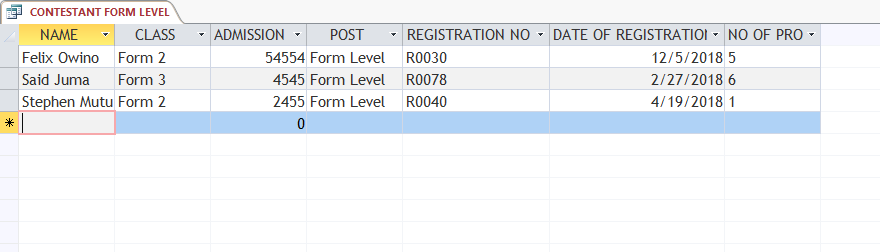 CONTESTANT FORM LEVEL
NAME CLASS ADMISSION POST REGISTRATION NO DATE OF REGISTRATION NO OF PRO
Felix Owino Form 2 54554 Form Level R0030 12/5/2018 5
Said Juma Form 3 4545 Form Level R0078 2/27/2018 6
Stephen Mutu Form 2 2455 Form Level R0040 4/19/2018 1
* 0